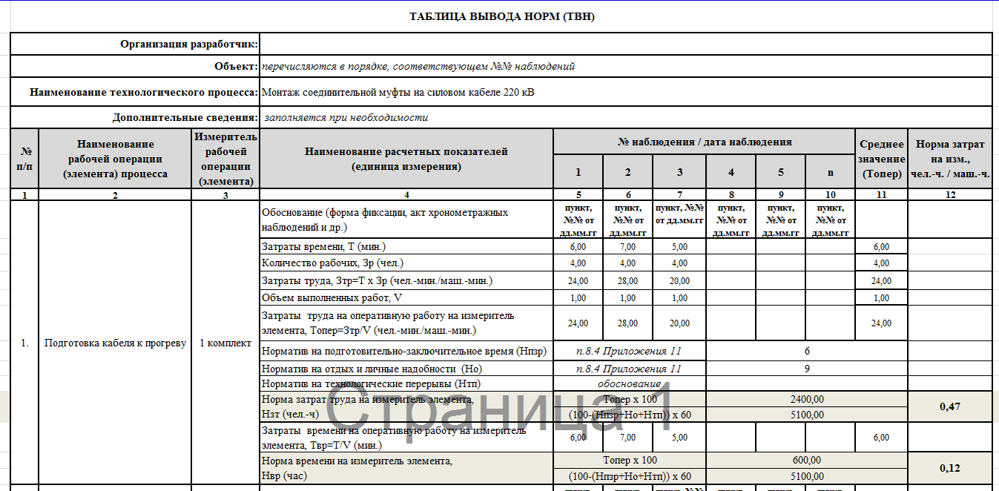 ТАБЛИЦА ВЫВОДА НОРМ (ТВН)
Организация разработчик:
Объект: перечисляются в порядке, соответствующем №№ наблюдений
Наименование технологического процесса: Монтаж соединительной муфты на силовом кабеле 220 кВ
Дополнительные сведения: заполняется при необходимости
№ п/п
Наименование
рабочей операции
(элемента) процесса
Измеритель
рабочей
операции
(элемента)
Наименование расчетных показателей
(единица измерения)
№ наблюдения / дата наблюдения
1 2 3 4 5 n
Среднее
значение
(Топер)
Норма затрат
на изм.,
чел.-ч. / маш.-ч.
1 2 3 4 5 6 7 8 9 10 11 12
1.
Подготовка кабеля к прогреву
1 комплект
Обоснование (форма фиксации, акт хронометражных
наблюдений и др.)
пункт,
№№ от
дд.мм.гг
пункт,
№№ от
дд.мм.гг
пункт, №№
от дд.мм.гг
пункт,
№№ от
дд.мм.гг
пункт,
№№ от
дд.мм.гг
пункт,
№№ от
дд.мм.гг
Затраты времени, Т (мин.) 6,00 7,00 5,00 6,00
Количество рабочих, Зр (чел.) 4,00 4,00 4,00 4,00
Затраты труда, Зтр=Т х Зр (чел.-мин./маш.-мин.) 24,00 28,00 20,00 24,00
Объем выполненных работ, V 1,00 1,00 1,00 1,00
Затраты труда на оперативную работу на измеритель
элемента, Топер=Зтр/V (чел.-мин./маш.-мин.) 24,00 28,00 20,00 24,00
Норматив на подготовительно-заключительное время (Нпзр) п.8.4 Приложения 11 6
Норматив на отдых и личные надобности (Но) п.8.4 Приложения 11 9
Норматив на технологические перерывы (Нтп) обоснование
Норма затрат труда на измеритель элемента, Топер х 100 2400,00
Нзт (чел.-ч) (100-(Нпзр+Но+Нтп)) х 60 5100,00
0,47
Страница 1
Затраты времени на оперативную работу на измеритель
элемента, Твр=Т/V (мин.) 6,00 7,00 5,00 6,00
Норма времени на измеритель элемента, Топер х 100 600,00
Нвр (час) (100-(Нпзр+Но+Нтп)) х 60 5100,00
0,12